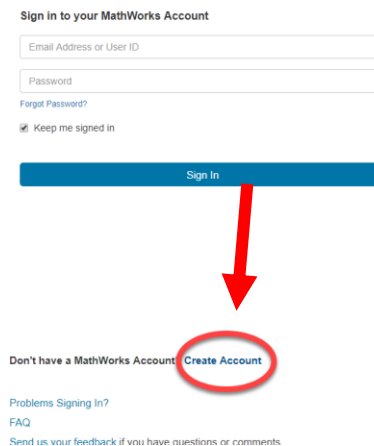 Sign in to your MathWorks Account
Email Address or User ID
Password
Forgot Password?
Keep me signed in
Sign In
Don't have a MathWorks Account Create Account
Problems Signing In?
FAQ
Send us your feedback if you have questions or comments